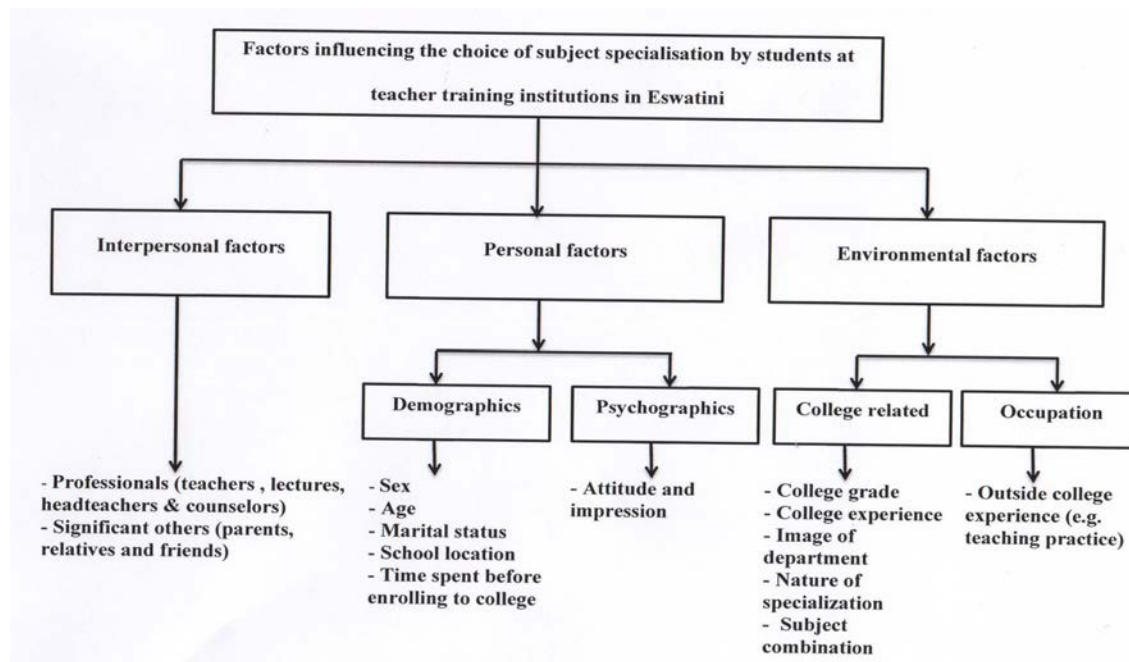 Factors influencing the choice of subject specialisation by students at
teacher training institutions in Eswatini
Interpersonal factors
Personal factors
Environmental factors
Demographics
Psychographics
College related
Occupation
- Professionals (teachers , lectures,
headteachers & counselors)
- Significant others (parents,
relatives and friends)
- Sex
- Age
- Marital status
- School location
- Time spent before
enrolling to college
- Attitude and
impression
- College grade
- College experience
- Image of
department
- Nature of
specialization
- Subject
combination
- Outside college
experience (e.g.
teaching practice)